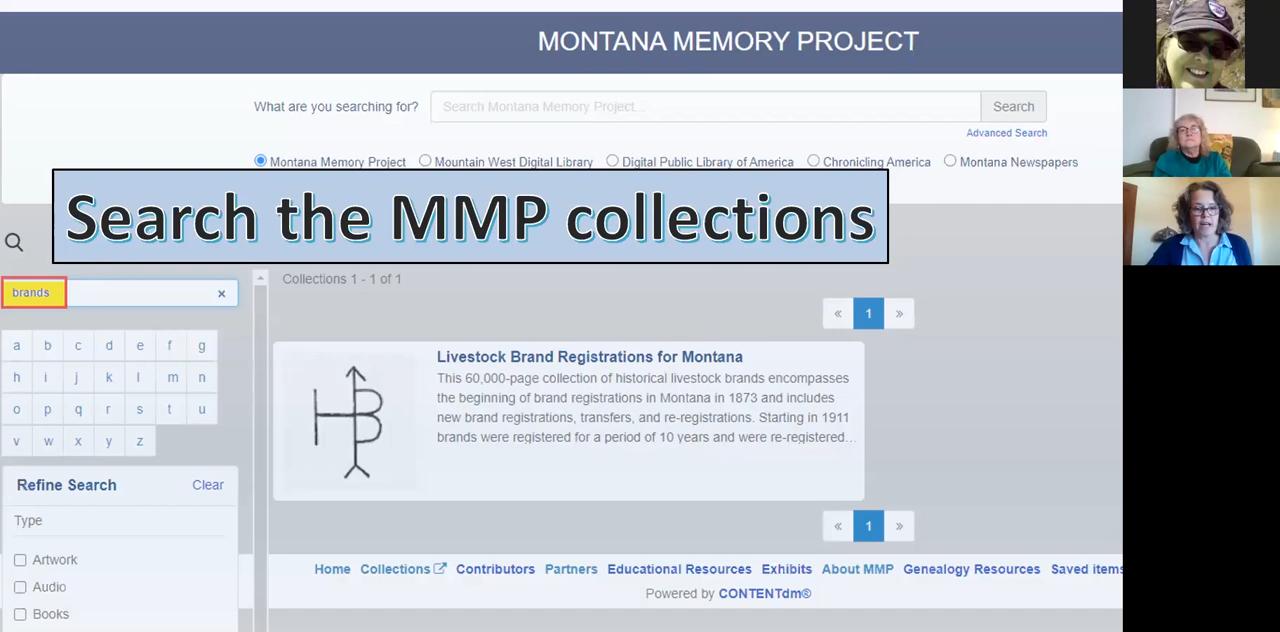 MONTANA MEMORY PROJECT
What are you searching for?
Search Montana Memory Project...
Search
Advanced Search
Montana Memory Project
Mountain West Digital Library
Digital Public Library of America
Chronicling America
Montana Newspapers
Search the MMP collections
brands
×
a b c d e f g
h i j k l m n
o p q r s t u
v w x y z
Refine Search
Clear
Type
Artwork
Audio
Books
Collections 1 - 1 of 1
« 1 »
Livestock Brand Registrations for Montana
This 60,000-page collection of historical livestock brands encompasses
the beginning of brand registrations in Montana in 1873 and includes
new brand registrations, transfers, and re-registrations. Starting in 1911
brands were registered for a period of 10 years and were re-registered...
« 1 »
Home Collections Contributors Partners Educational Resources Exhibits About MMP Genealogy Resources Saved items
Powered by CONTENTdm®